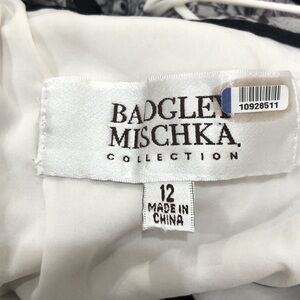 BADGLEY
MISCHKA
COLLECTION
10928511
12
MADE IN
CHINA